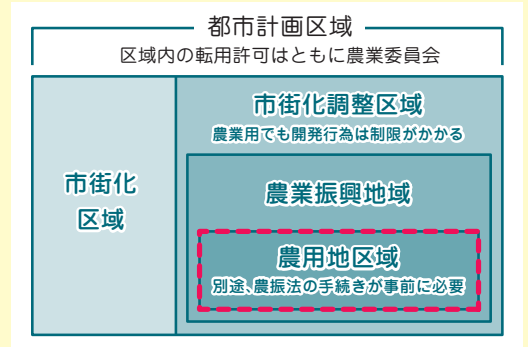 都市計画区域
区域内の転用許可はともに農業委員会
市街化調整区域
農業用でも開発行為は制限がかかる
市街化
区域
農業振興地域
農用地区域
別途、農振法の手続きが事前に必要